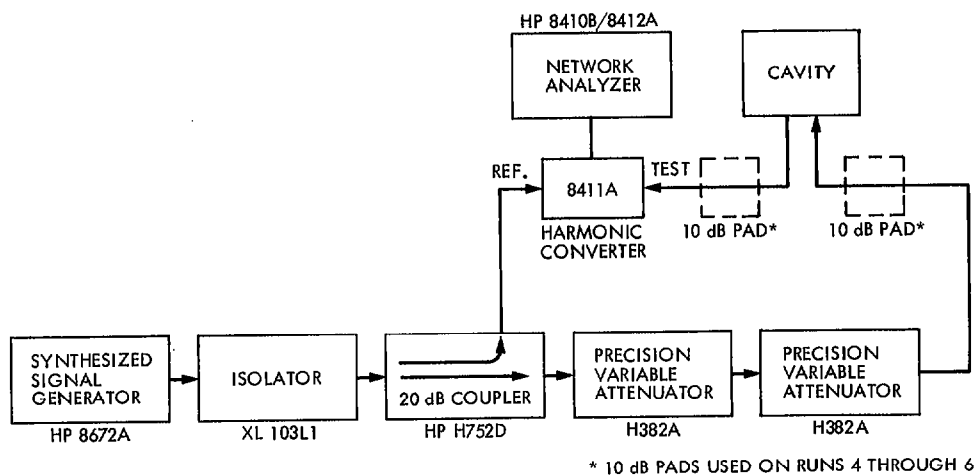 HP 8410B/8412A
NETWORK
ANALYZER
CAVITY
REF.
8411A
TEST
HARMONIC
CONVERTER
10 dB PAD*
10 dB PAD*
SYNTHESIZED
SIGNAL
GENERATOR
HP 8672A
ISOLATOR
XL 103L1
20 dB COUPLER
HP H752D
PRECISION
VARIABLE
ATTENUATOR
H382A
PRECISION
VARIABLE
ATTENUATOR
H382A
* 10 dB PADS USED ON RUNS 4 THROUGH 6